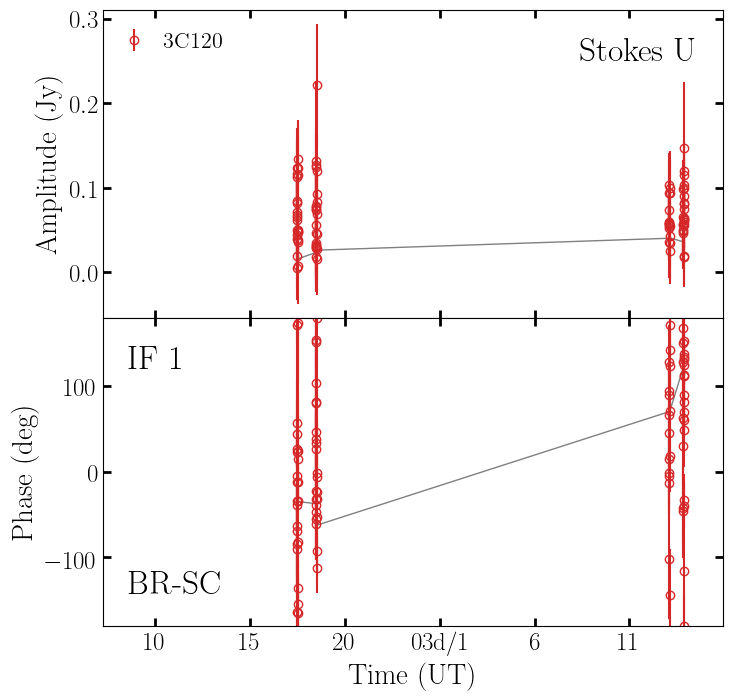 0.3
3C120
Stokes U
0.2
Amplitude (Jy)
0.1
0.0
IF 1
100
Phase (deg)
0
−100
BR-SC
10 15 20 03d/1 6 11
Time (UT)